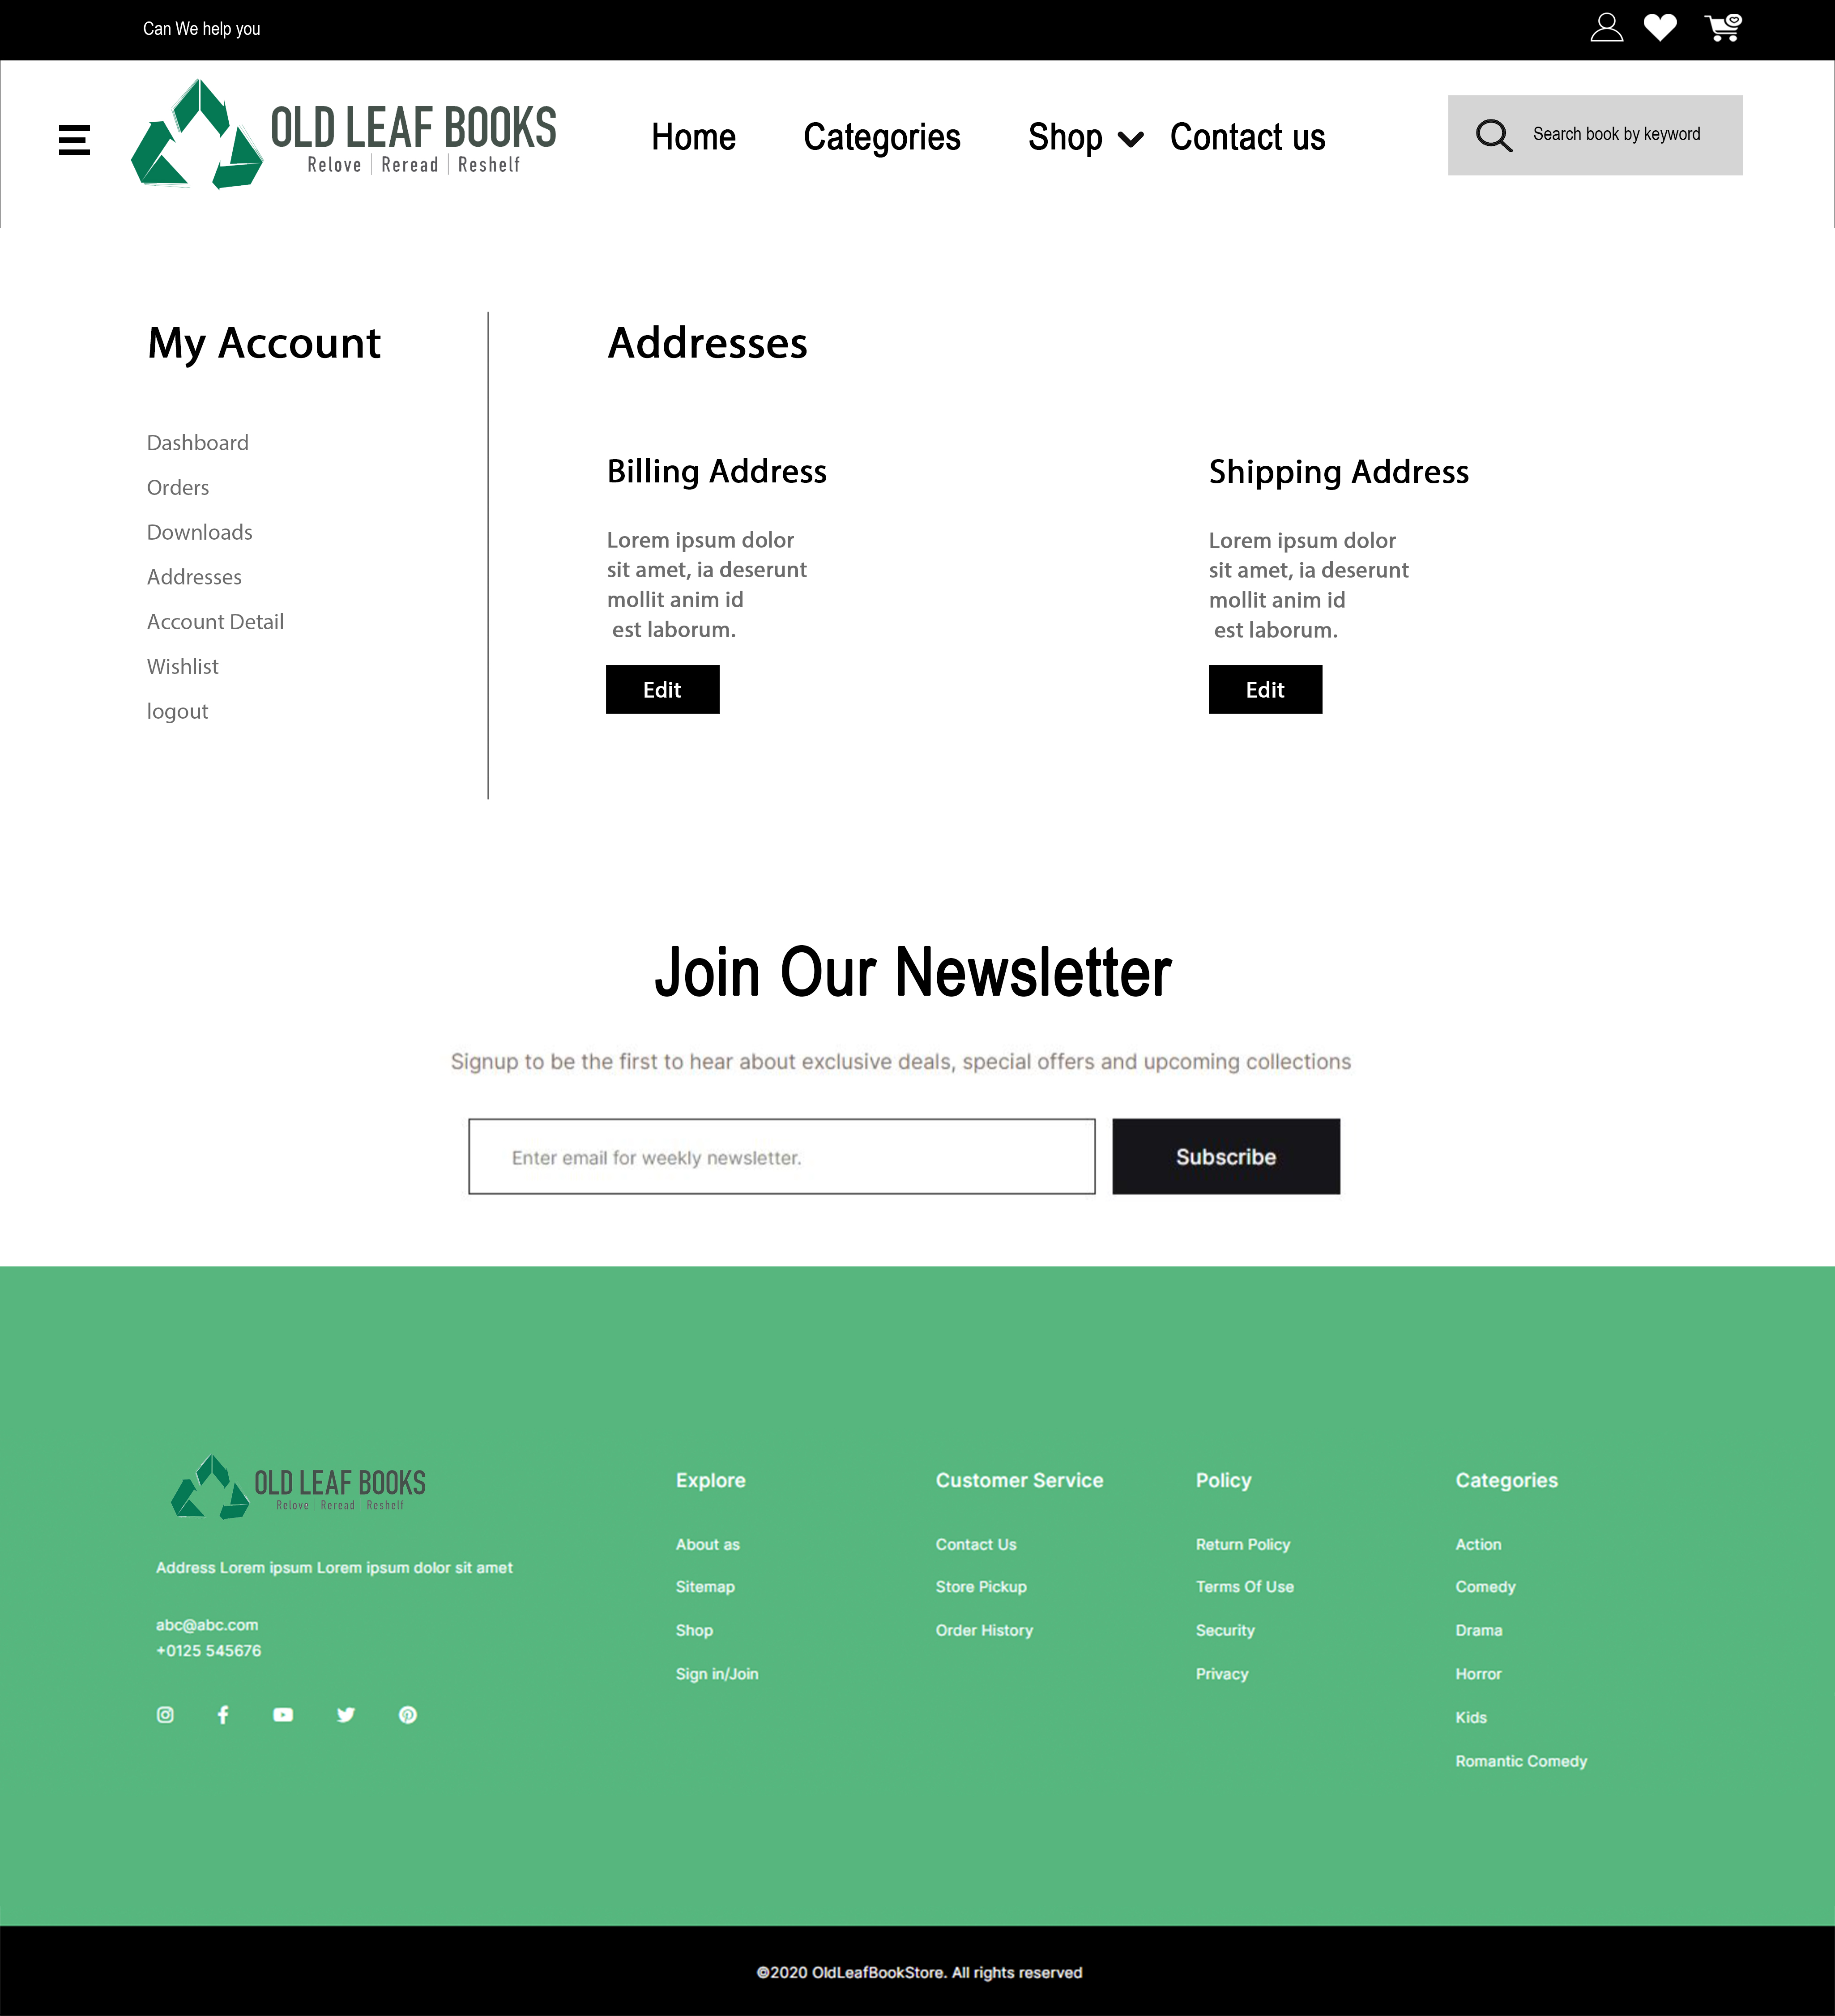 Can We help you
OLD LEAF BOOKS
Relove | Reread | Reshelf
Home
Categories
Shop
Contact us
Search book by keyword
My Account
Dashboard
Orders
Downloads
Addresses
Account Detail
Wishlist
logout
Addresses
Billing Address
Lorem ipsum dolor
sit amet, ia deserunt
mollit anim id
est laborum.
Edit
Shipping Address
Lorem ipsum dolor
sit amet, ia deserunt
mollit anim id
est laborum.
Edit
Join Our Newsletter
Signup to be the first to hear about exclusive deals, special offers and upcoming collections
Enter email for weekly newsletter.
Subscribe
OLD LEAF BOOKS
Relove Reread Reshelf
Address Lorem ipsum Lorem ipsum dolor sit amet
abc@abc.com
+0125 545676
Explore
About as
Sitemap
Shop
Sign in/Join
Customer Service
Contact Us
Store Pickup
Order History
Policy
Return Policy
Terms Of Use
Security
Privacy
Categories
Action
Comedy
Drama
Horror
Kids
Romantic Comedy
©2020 OldLeafBookStore. All rights reserved